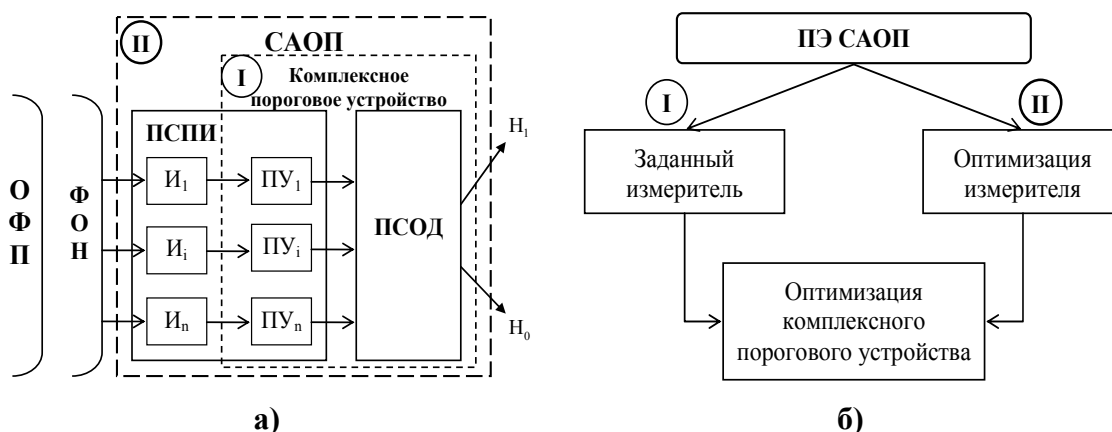 II
САОП
I
Комплексное
пороговое устройство
ПСПИ
О
Ф
П
Ф
О
Н
И₁
ПУ₁
Иᵢ
ПУᵢ
Иₙ
ПУₙ
ПСОД
H₁
H₀
а)
ПЭ САОП
I
II
Заданный
измеритель
Оптимизация
измерителя
Оптимизация
комплексного
порогового устройства
б)